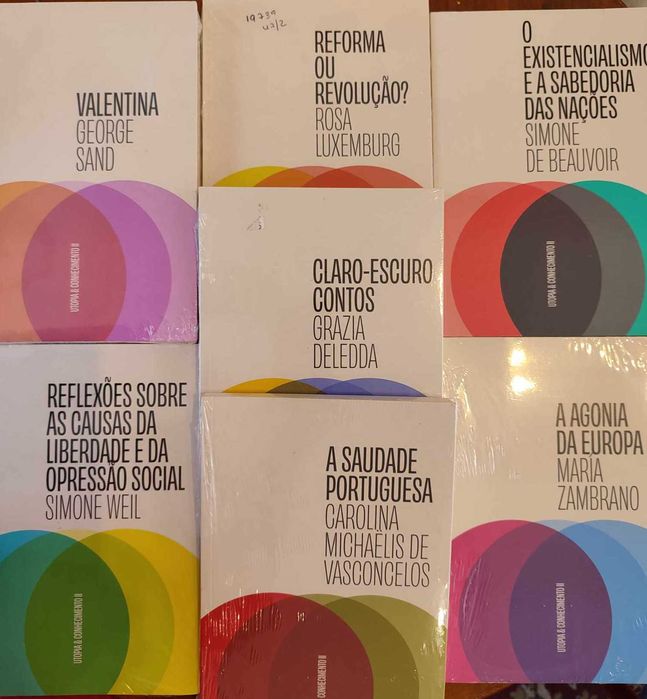 VALENTINA
GEORGE
SAND
UTOPIA & CONHECIMENTO II
REFORMA
OU
REVOLUÇÃO?
ROSA
LUXEMBURG
O
EXISTENCIALISMO
E A SABEDORIA
DAS NAÇÕES
SIMONE
DE BEAUVOIR
UTOPIA & CONHECIMENTO II
CLARO-ESCURO
CONTOS
GRAZIA
DELEDDA
REFLEXÕES SOBRE
AS CAUSAS DA
LIBERDADE E DA
OPRESSÃO SOCIAL
SIMONE WEIL
UTOPIA & CONHECIMENTO II
A SAUDADE
PORTUGUESA
CAROLINA
MICHAËLIS DE
VASCONCELOS
CONHECIMENTO II
A AGONIA
DA EUROPA
MARÍA
ZAMBRANO
UTOPIA & CONHECIMENTO II